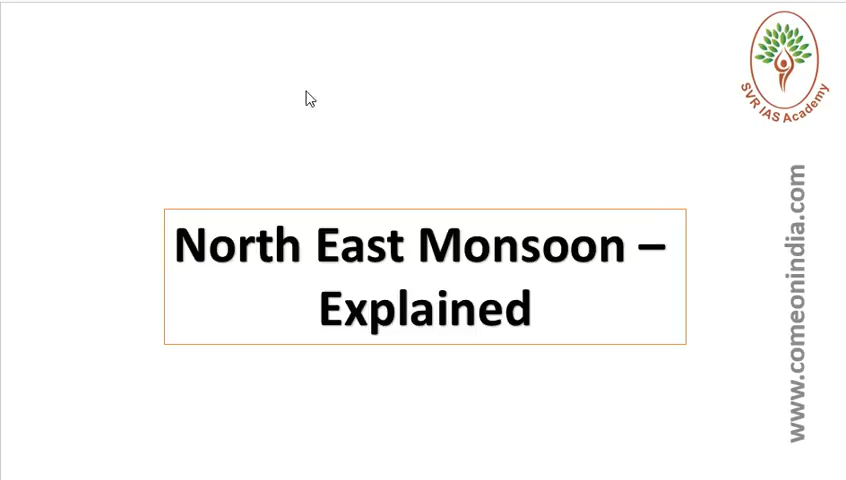 SVR IAS Academy
North East Monsoon –
Explained
www.comeonindia.com